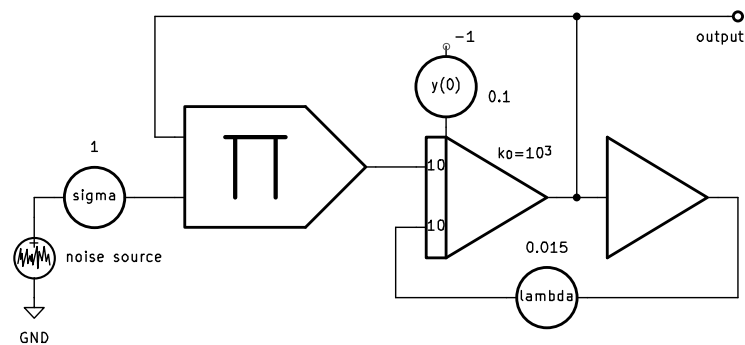 -1
output
y(0)
0.1
1
k₀=10³
10
sigma
10
0.015
noise source
+
lambda
GND